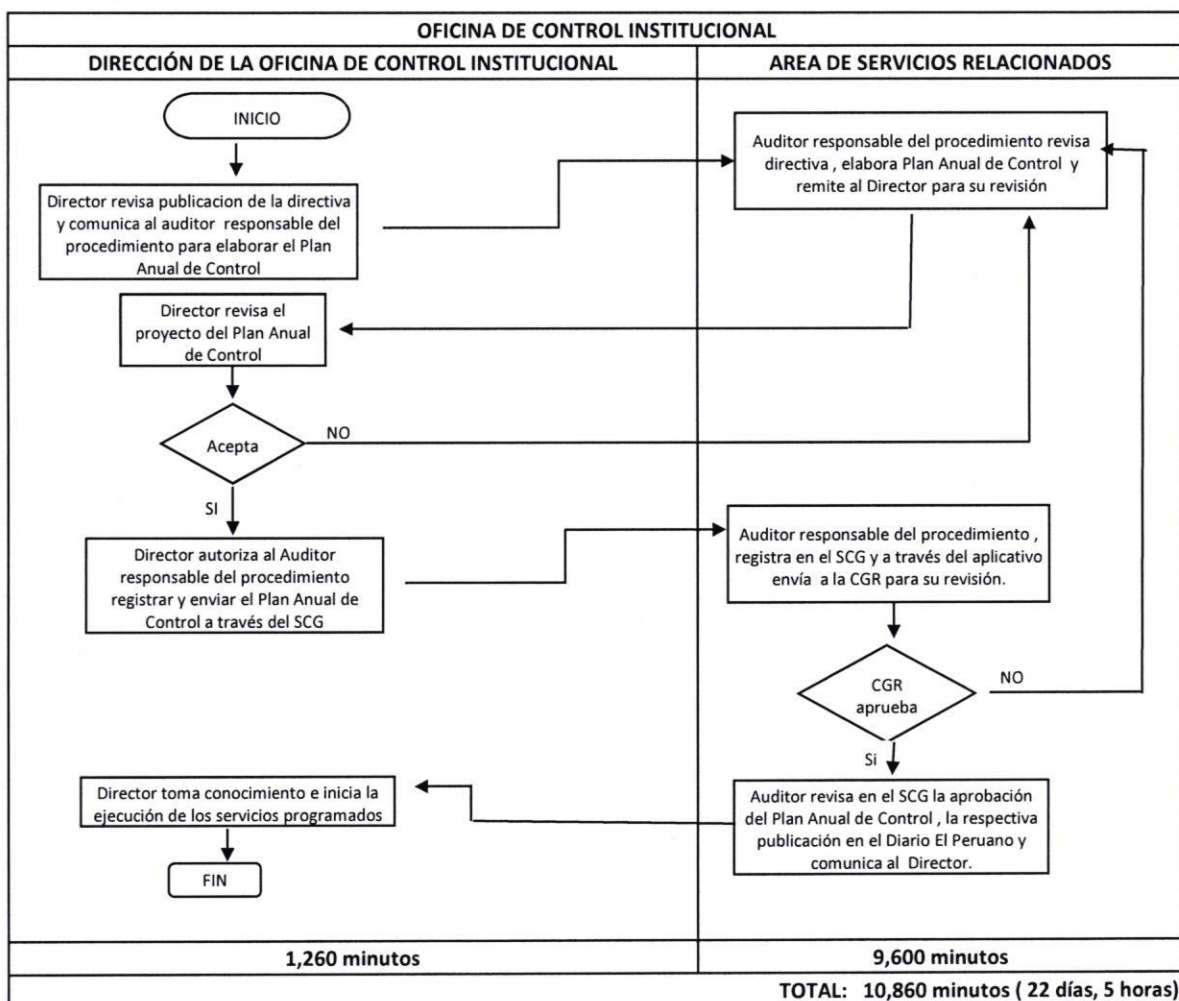 OFICINA DE CONTROL INSTITUCIONAL
DIRECCIÓN DE LA OFICINA DE CONTROL INSTITUCIONAL
AREA DE SERVICIOS RELACIONADOS
INICIO
Auditor responsable del procedimiento revisa
directiva , elabora Plan Anual de Control y
remite al Director para su revisión
Director revisa publicacion de la directiva
y comunica al auditor responsable del
procedimiento para elaborar el Plan
Anual de Control
Director revisa el
proyecto del Plan Anual
de Control
Acepta
NO
SI
Director autoriza al Auditor
responsable del procedimiento
registrar y enviar el Plan Anual de
Control a través del SCG
Auditor responsable del procedimiento ,
registra en el SCG y a través del aplicativo
envía a la CGR para su revisión.
CGR
aprueba
NO
Si
Auditor revisa en el SCG la aprobación
del Plan Anual de Control , la respectiva
publicación en el Diario El Peruano y
comunica al Director.
Director toma conocimiento e inicia la
ejecución de los servicios programados
FIN
1,260 minutos
9,600 minutos
TOTAL: 10,860 minutos ( 22 días, 5 horas)